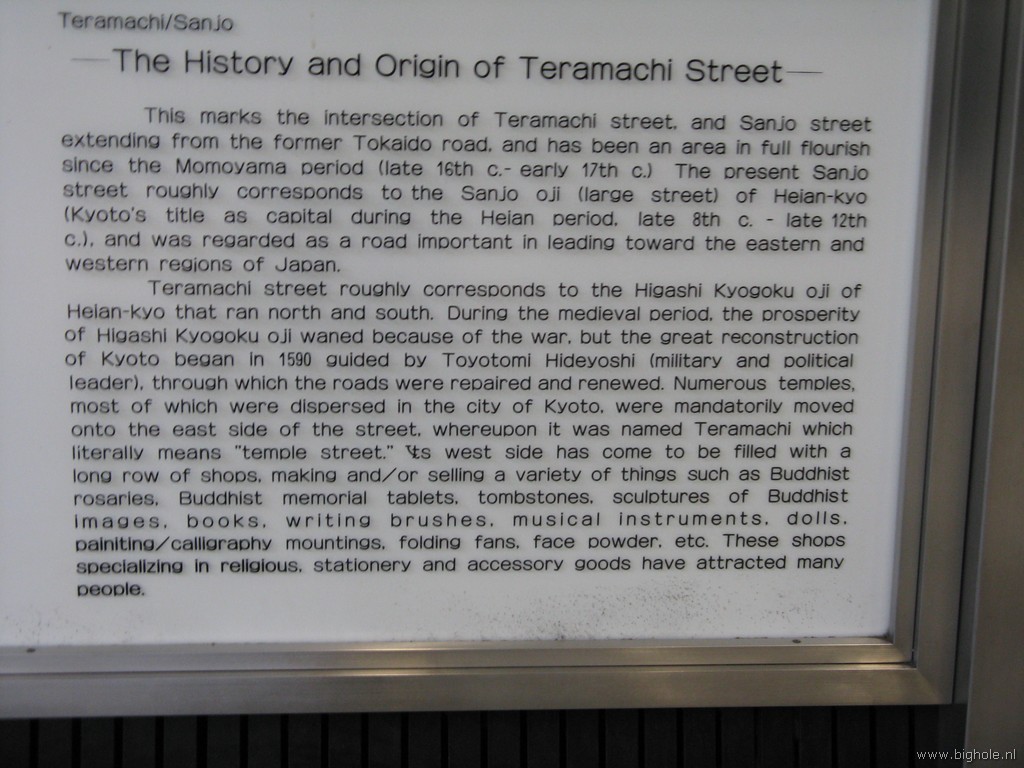 Teramachi/Sanjo
The History and Origin of Teramachi Street
This marks the intersection of Teramachi street, and Sanjo street
extending from the former Tokaido road, and has been an area in full flourish
since the Momoyama period (late 16th c.- early 17th c.) The present Sanjo
street roughly corresponds to the Sanjo oji (large street) of Heian-kyo
(Kyoto's title as capital during the Heian period, late 8th c. - late 12th
c.), and was regarded as a road important in leading toward the eastern and
western regions of Japan.
Teramachi street roughly corresponds to the Higashi Kyogoku oji of
Heian-kyo that ran north and south. During the medieval period, the prosperity
of Higashi Kyogoku oji waned because of the war, but the great reconstruction
of Kyoto began in 1590 guided by Toyotomi Hideyoshi (military and political
leader), through which the roads were repaired and renewed. Numerous temples,
most of which were dispersed in the city of Kyoto, were mandatorily moved
onto the east side of the street, whereupon it was named Teramachi which
literally means "temple street." Its west side has come to be filled with a
long row of shops, making and/or selling a variety of things such as Buddhist
rosaries, Buddhist memorial tablets, tombstones, sculptures of Buddhist
images, books, writing brushes, musical instruments, dolls,
painiting/calligraphy mountings, folding fans, face powder, etc. These shops
specializing in religious, stationery and accessory goods have attracted many
people.
www.bighole.nl